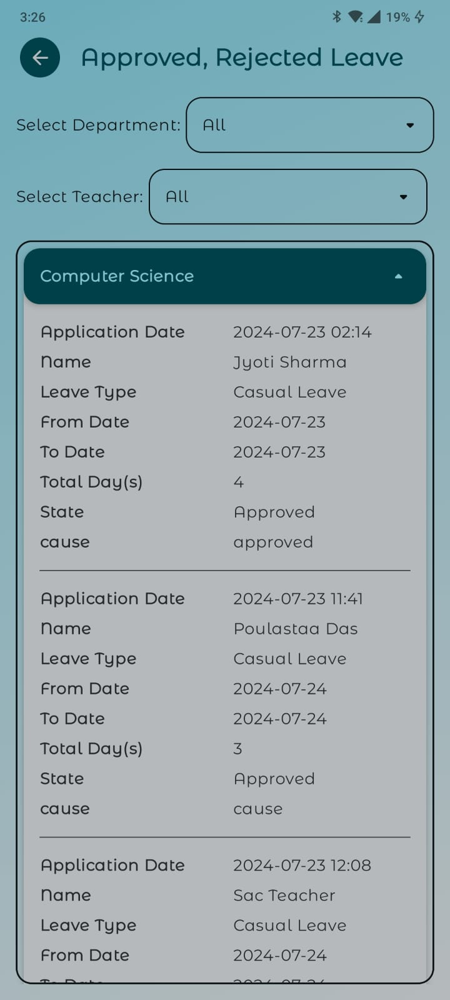 3:26 19%
Approved, Rejected Leave
Select Department: All
Select Teacher: All
Computer Science
Application Date 2024-07-23 02:14
Name Jyoti Sharma
Leave Type Casual Leave
From Date 2024-07-23
To Date 2024-07-23
Total Day(s) 4
State Approved
cause approved
Application Date 2024-07-23 11:41
Name Poulastaa Das
Leave Type Casual Leave
From Date 2024-07-24
To Date 2024-07-24
Total Day(s) 3
State Approved
cause cause
Application Date 2024-07-23 12:08
Name Sac Teacher
Leave Type Casual Leave
From Date 2024-07-24
To Date 2024-07-24